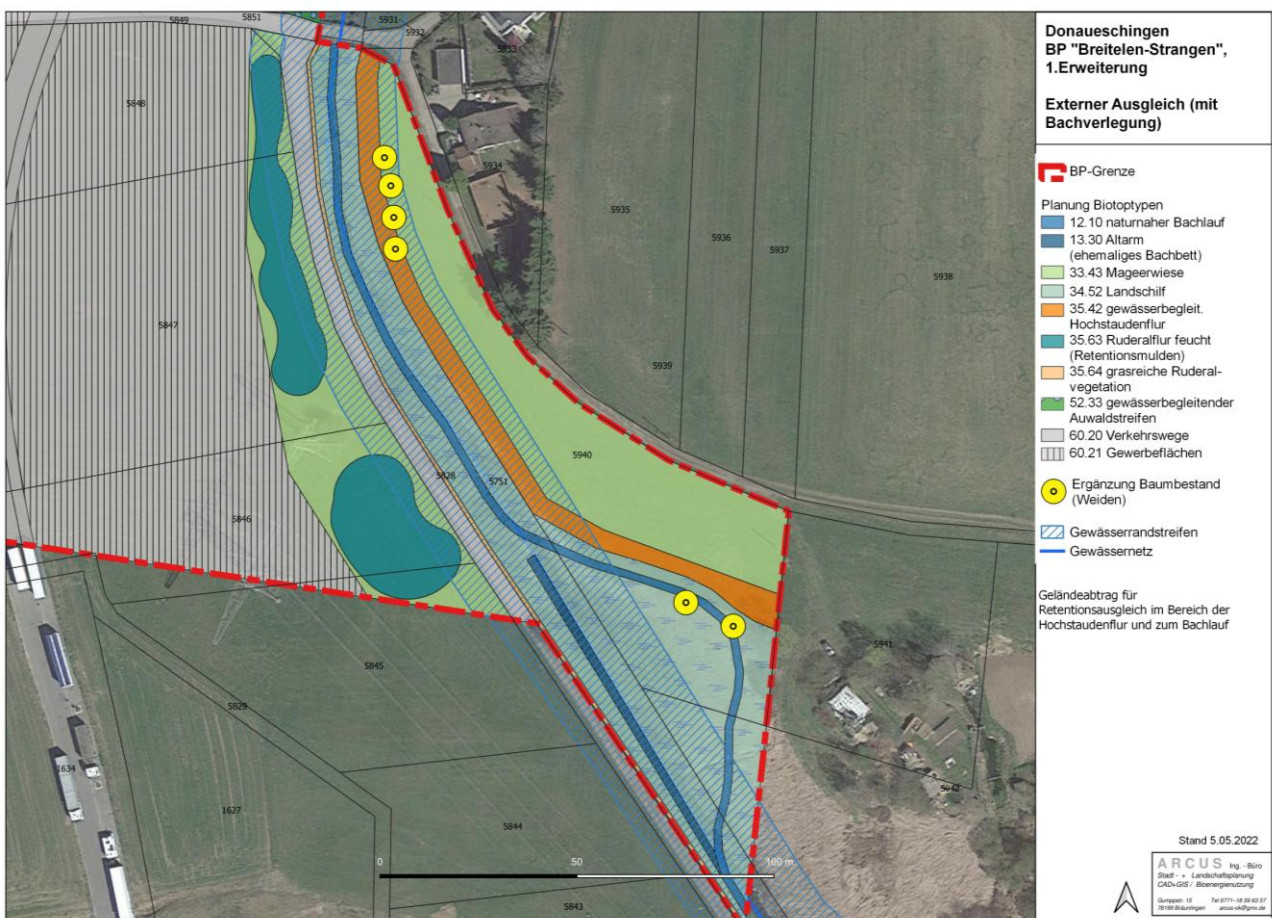 Donaueschingen
BP "Breitelen-Strangen",
1.Erweiterung
Externer Ausgleich (mit
Bachverlegung)
BP-Grenze
Planung Biotoptypen
12.10 naturnaher Bachlauf
13.30 Altarm
(ehemaliges Bachbett)
33.43 Mageerwiese
34.52 Landschilf
35.42 gewässerbegleit.
Hochstaudenflur
35.63 Ruderalflur feucht
(Retentionsmulden)
35.64 grasreiche Ruderal-
vegetation
52.33 gewässerbegleitender
Auwaldstreifen
60.20 Verkehrswege
60.21 Gewerbeflächen
Ergänzung Baumbestand
(Weiden)
Gewässerrandstreifen
Gewässernetz
Geländeabtrag für
Retentionsausgleich im Bereich der
Hochstaudenflur und zum Bachlauf
Stand 5.05.2022
ARCUS Ing. - Büro
Stadt - + Landschaftsplanung
CAD+GIS / Bioenergienutzung
5849
5851
5931
5932
5933
5848
5934
5935
5936
5937
5938
5847
5939
5940
5828
5751
5846
5941
5845
5829
1634
5942
1627
5844
5843
0
50
100 m